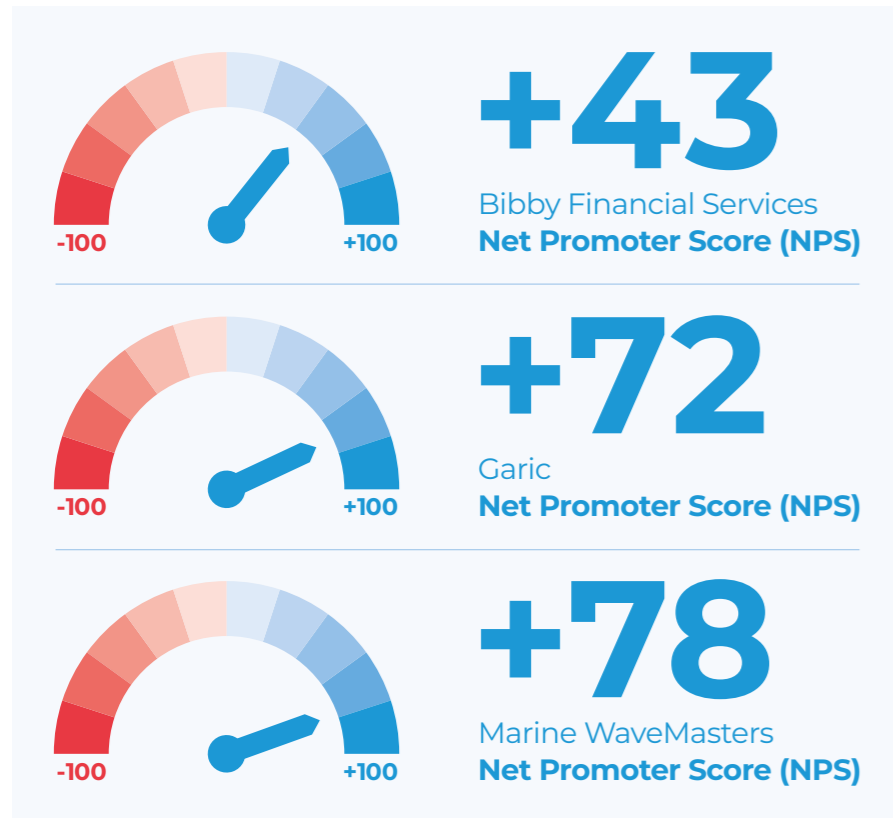 +43
Bibby Financial Services
Net Promoter Score (NPS)
-100
+100
+72
Garic
Net Promoter Score (NPS)
-100
+100
+78
Marine WaveMasters
Net Promoter Score (NPS)
-100
+100